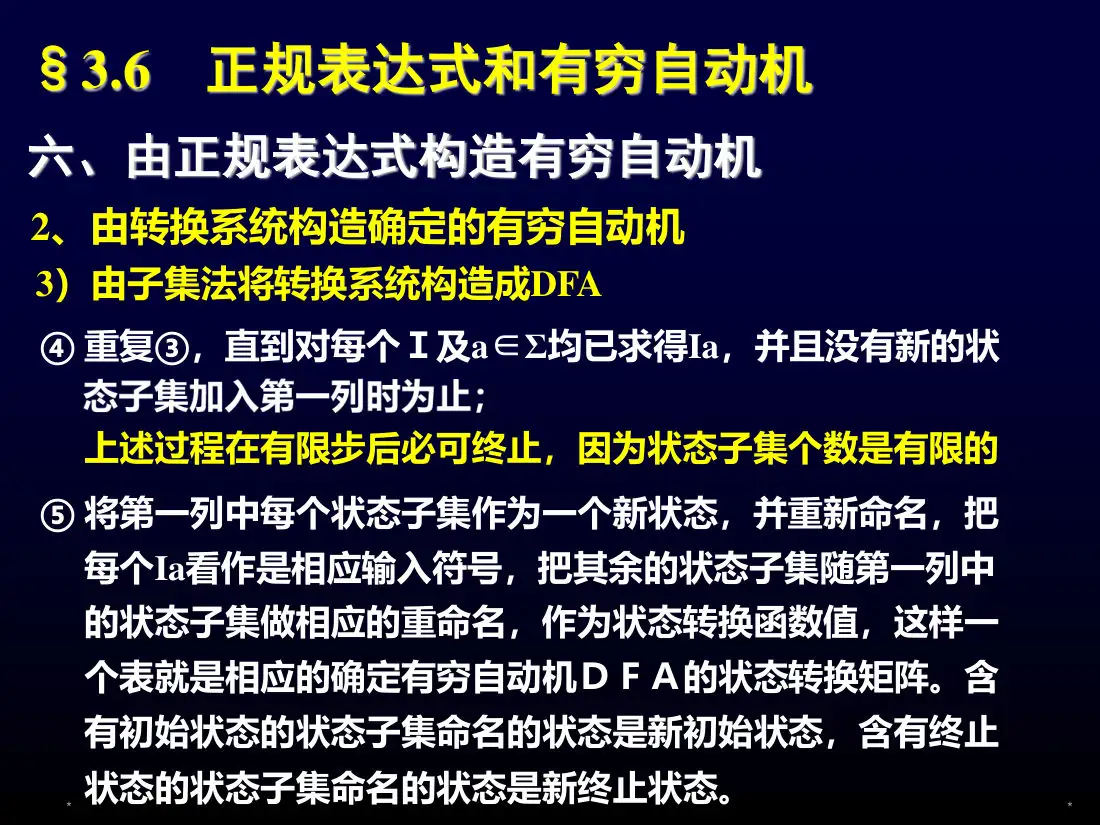 §3.6 正规表达式和有穷自动机
六、由正规表达式构造有穷自动机
2、由转换系统构造确定的有穷自动机
3）由子集法将转换系统构造成DFA
④ 重复③，直到对每个Ｉ及a∈Σ均已求得Ia，并且没有新的状
态子集加入第一列时为止；
上述过程在有限步后必可终止，因为状态子集个数是有限的
⑤ 将第一列中每个状态子集作为一个新状态，并重新命名，把
每个Ia看作是相应输入符号，把其余的状态子集随第一列中
的状态子集做相应的重命名，作为状态转换函数值，这样一
个表就是相应的确定有穷自动机ＤＦＡ的状态转换矩阵。含
有初始状态的状态子集命名的状态是新初始状态，含有终止
状态的状态子集命名的状态是新终止状态。
* *